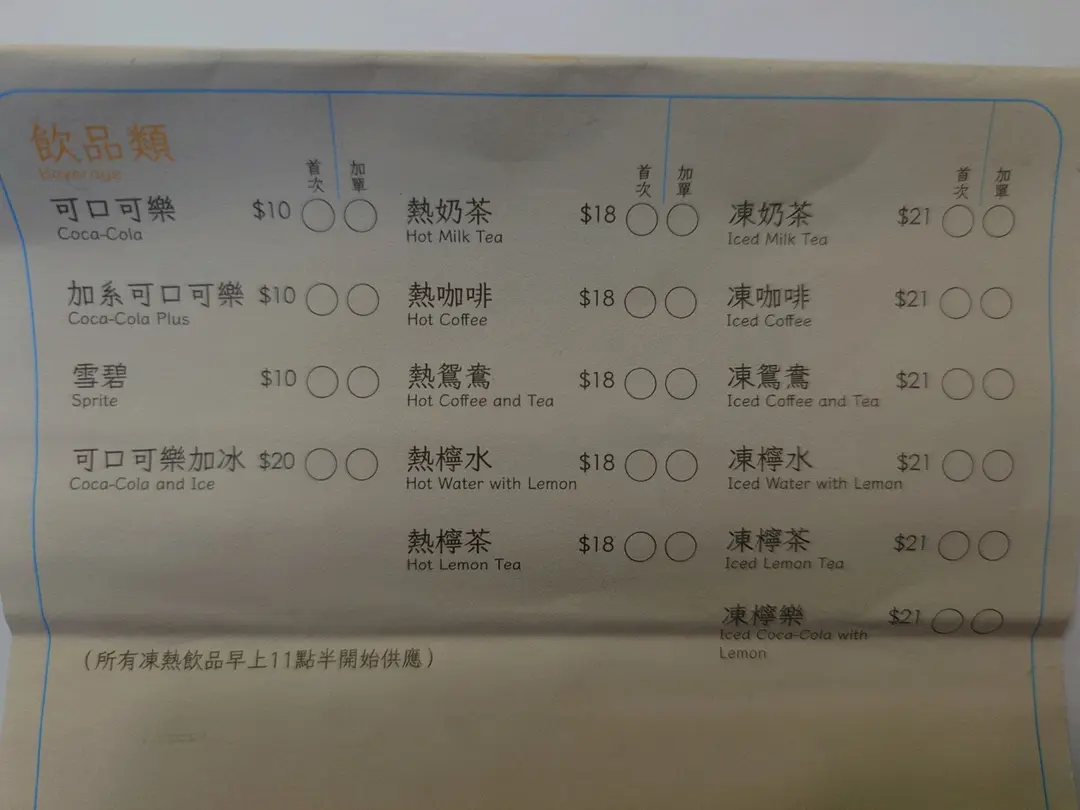 飲品類
Beverage
首次 加單 首次 加單 首次 加單
可口可樂 $10 熱奶茶 $18 凍奶茶 $21
Coca-Cola Hot Milk Tea Iced Milk Tea
加系可口可樂 $10 熱咖啡 $18 凍咖啡 $21
Coca-Cola Plus Hot Coffee Iced Coffee
雪碧 $10 熱鴛鴦 $18 凍鴛鴦 $21
Sprite Hot Coffee and Tea Iced Coffee and Tea
可口可樂加冰 $20 熱檸水 $18 凍檸水 $21
Coca-Cola and Ice Hot Water with Lemon Iced Water with Lemon
熱檸茶 $18 凍檸茶 $21
Hot Lemon Tea Iced Lemon Tea
凍檸樂 $21
Iced Coca-Cola with
Lemon
(所有凍熱飲品早上11點半開始供應)